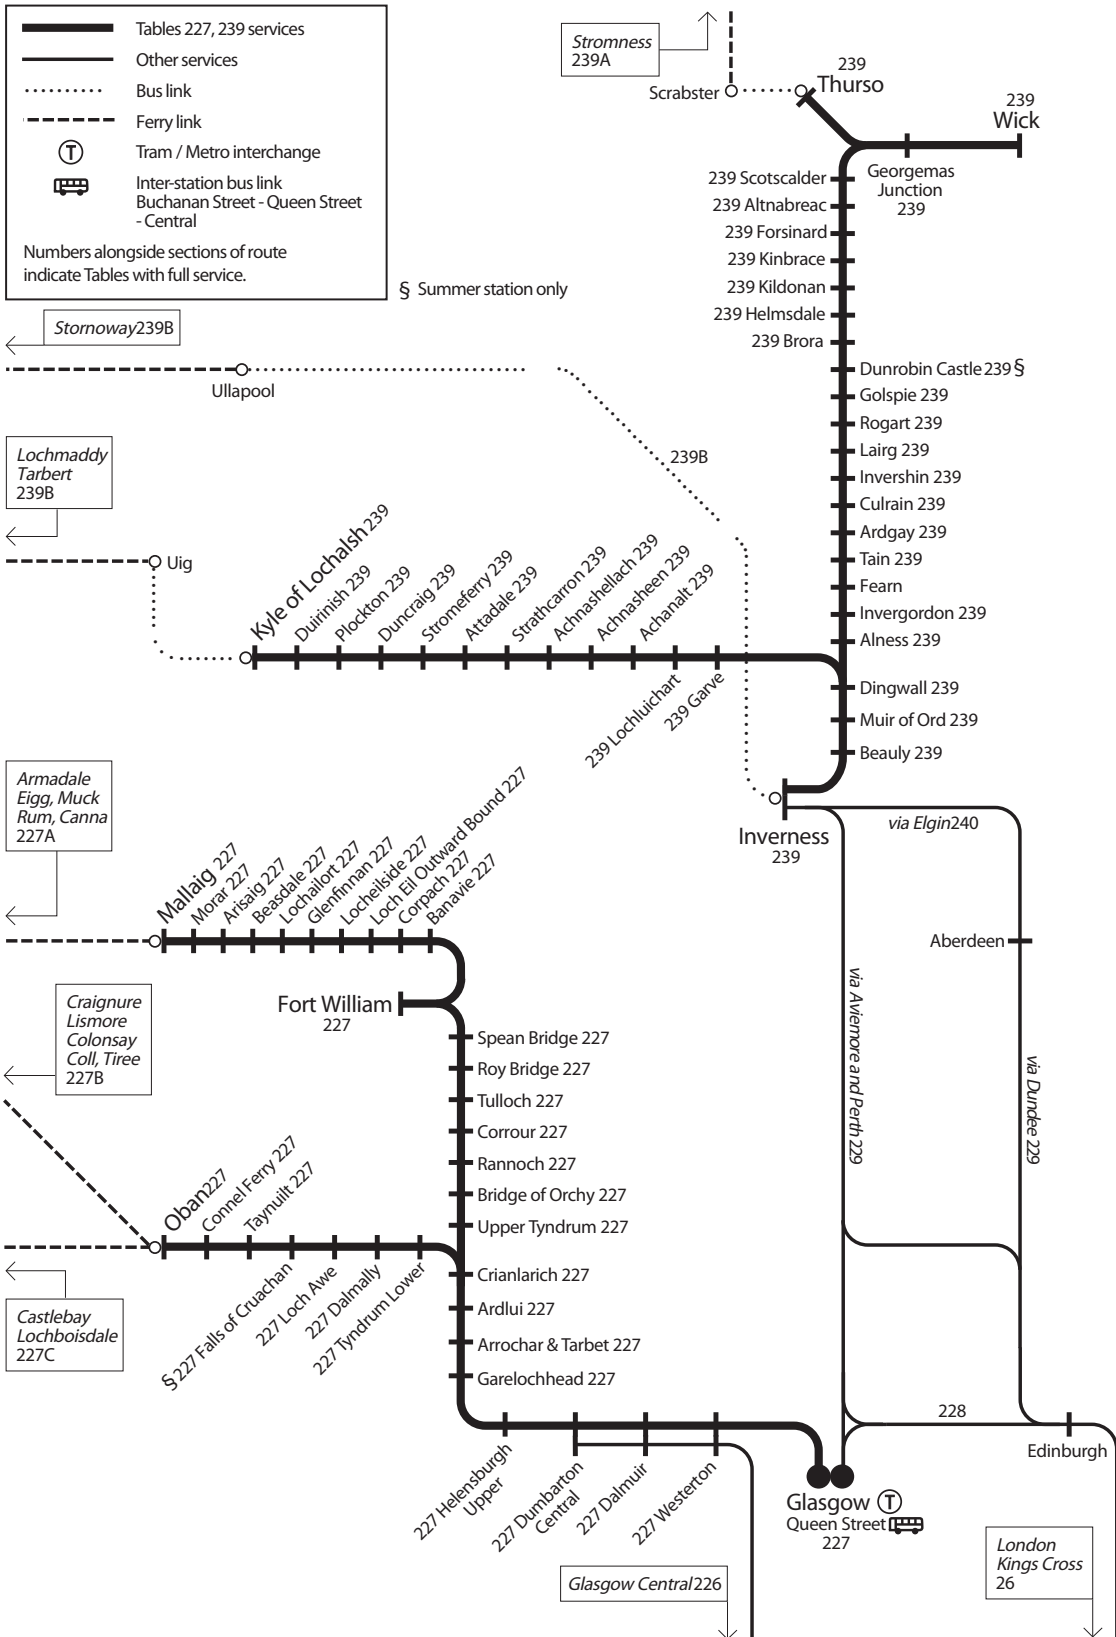 Tables 227, 239 services
Other services
Bus link
Ferry link
T
Tram / Metro interchange
Inter-station bus link
Buchanan Street - Queen Street
- Central
Numbers alongside sections of route
indicate Tables with full service.
§ Summer station only
Stromness
239A
Scrabster
239
Thurso
239
Wick
Georgemas
Junction
239
239 Scotscalder
239 Altnabreac
239 Forsinard
239 Kinbrace
239 Kildonan
239 Helmsdale
239 Brora
Dunrobin Castle 239 §
Golspie 239
Rogart 239
Lairg 239
Invershin 239
Culrain 239
Ardgay 239
Tain 239
Fearn
Invergordon 239
Alness 239
Dingwall 239
Muir of Ord 239
Beauly 239
Stornoway239B
Ullapool
239B
Lochmaddy
Tarbert
239B
Uig
Kyle of Lochalsh 239
Duirinish 239
Plockton 239
Duncraig 239
Stromeferry 239
Attadale 239
Strathcarron 239
Achnashellach 239
Achnasheen 239
Achanalt 239
239 Lochluichart
239 Garve
Inverness
239
via Elgin240
Aberdeen
via Aviemore and Perth 229
via Dundee 229
Armadale
Eigg, Muck
Rum, Canna
227A
Mallaig 227
Morar 227
Arisaig 227
Beasdale 227
Lochailort 227
Glenfinnan 227
Locheilside 227
Loch Eil Outward Bound 227
Corpach 227
Banavie 227
Fort William
227
Spean Bridge 227
Roy Bridge 227
Tulloch 227
Corrour 227
Rannoch 227
Bridge of Orchy 227
Upper Tyndrum 227
Crianlarich 227
Ardlui 227
Arrochar & Tarbet 227
Garelochhead 227
Craignure
Lismore
Colonsay
Coll, Tiree
227B
Oban227
Connel Ferry 227
Taynuilt 227
§ 227 Falls of Cruachan
227 Loch Awe
227 Dalmally
227 Tyndrum Lower
Castlebay
Lochboisdale
227C
227 Helensburgh
Upper
227 Dumbarton
Central
227 Dalmuir
227 Westerton
228
Edinburgh
Glasgow T
Queen Street
227
Glasgow Central 226
London
Kings Cross
26